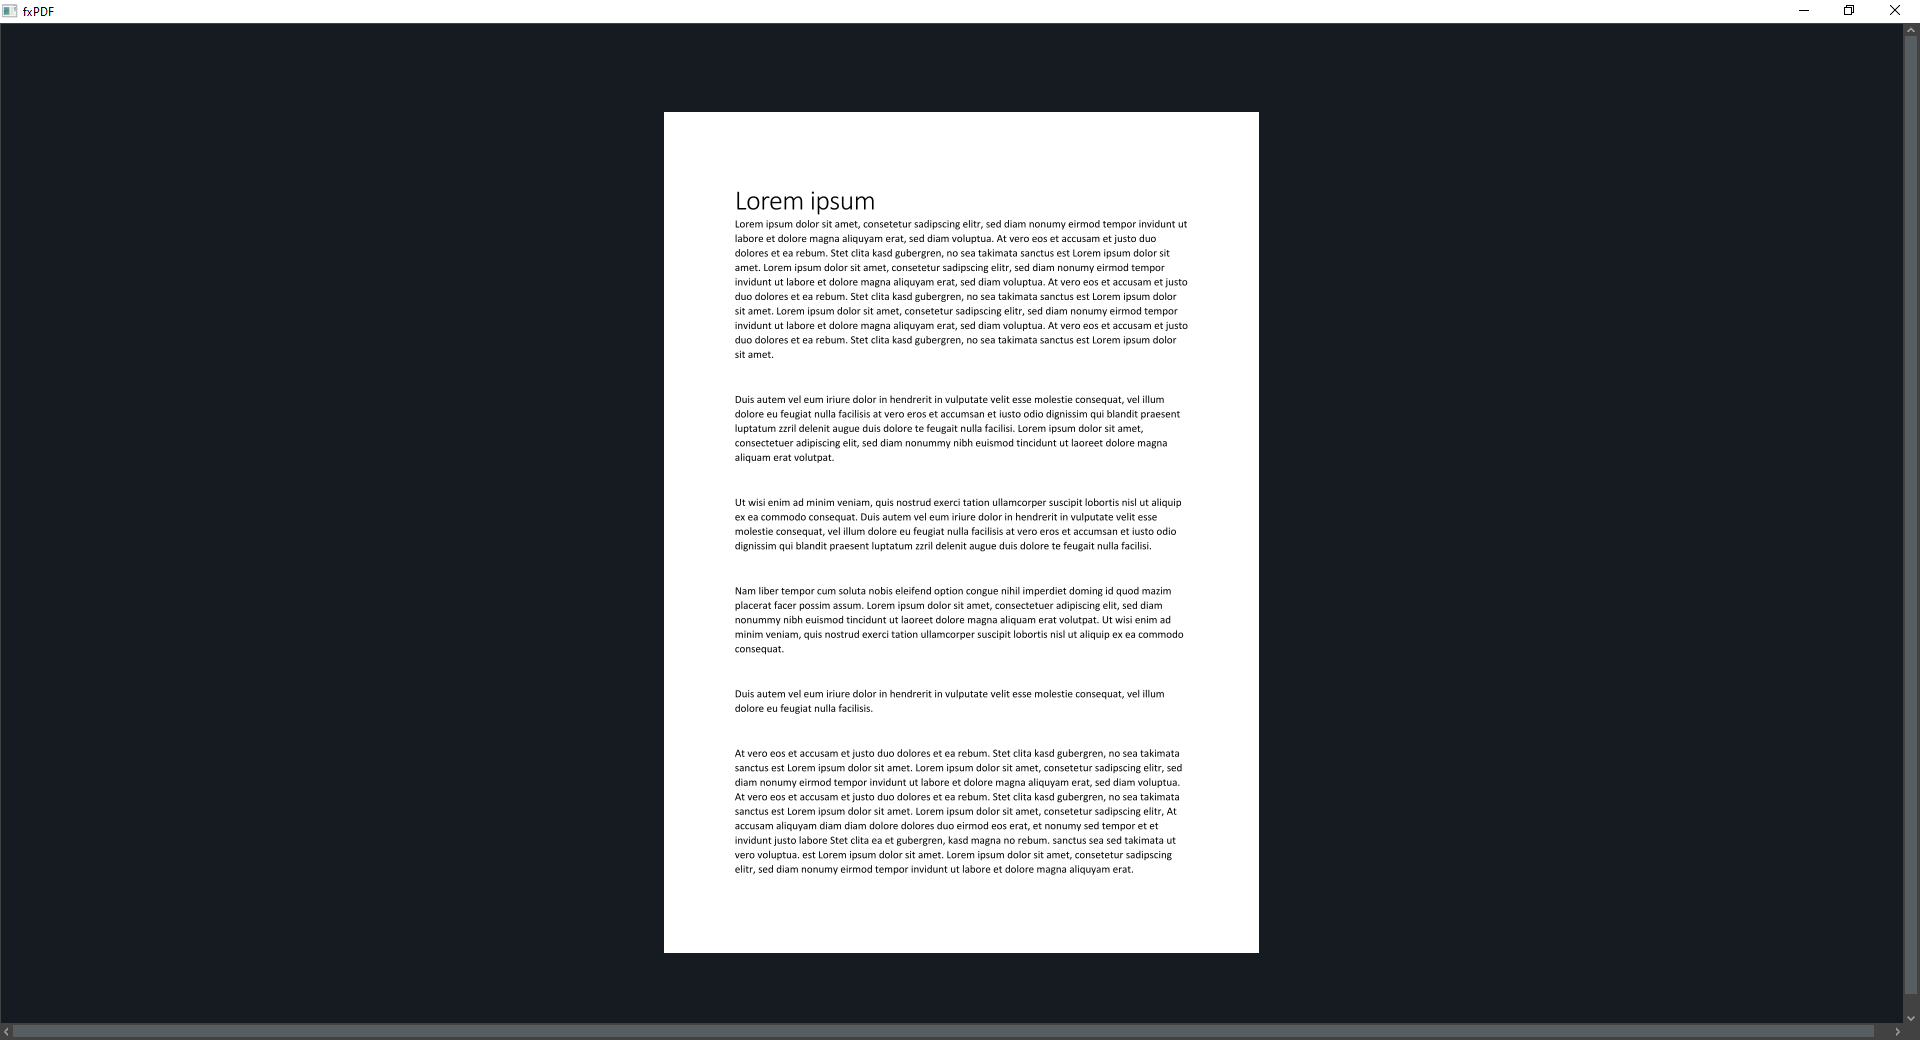 fxPDF
Lorem ipsum
Lorem ipsum dolor sit amet, consetetur sadipscing elitr, sed diam nonumy eirmod tempor invidunt ut
labore et dolore magna aliquyam erat, sed diam voluptua. At vero eos et accusam et justo duo
dolores et ea rebum. Stet clita kasd gubergren, no sea takimata sanctus est Lorem ipsum dolor sit
amet. Lorem ipsum dolor sit amet, consetetur sadipscing elitr, sed diam nonumy eirmod tempor
invidunt ut labore et dolore magna aliquyam erat, sed diam voluptua. At vero eos et accusam et justo
duo dolores et ea rebum. Stet clita kasd gubergren, no sea takimata sanctus est Lorem ipsum dolor
sit amet. Lorem ipsum dolor sit amet, consetetur sadipscing elitr, sed diam nonumy eirmod tempor
invidunt ut labore et dolore magna aliquyam erat, sed diam voluptua. At vero eos et accusam et justo
duo dolores et ea rebum. Stet clita kasd gubergren, no sea takimata sanctus est Lorem ipsum dolor
sit amet.
Duis autem vel eum iriure dolor in hendrerit in vulputate velit esse molestie consequat, vel illum
dolore eu feugiat nulla facilisis at vero eros et accumsan et iusto odio dignissim qui blandit praesent
luptatum zzril delenit augue duis dolore te feugait nulla facilisi. Lorem ipsum dolor sit amet,
consectetuer adipiscing elit, sed diam nonummy nibh euismod tincidunt ut laoreet dolore magna
aliquam erat volutpat.
Ut wisi enim ad minim veniam, quis nostrud exerci tation ullamcorper suscipit lobortis nisl ut aliquip
ex ea commodo consequat. Duis autem vel eum iriure dolor in hendrerit in vulputate velit esse
molestie consequat, vel illum dolore eu feugiat nulla facilisis at vero eros et accumsan et iusto odio
dignissim qui blandit praesent luptatum zzril delenit augue duis dolore te feugait nulla facilisi.
Nam liber tempor cum soluta nobis eleifend option congue nihil imperdiet doming id quod mazim
placerat facer possim assum. Lorem ipsum dolor sit amet, consectetuer adipiscing elit, sed diam
nonummy nibh euismod tincidunt ut laoreet dolore magna aliquam erat volutpat. Ut wisi enim ad
minim veniam, quis nostrud exerci tation ullamcorper suscipit lobortis nisl ut aliquip ex ea commodo
consequat.
Duis autem vel eum iriure dolor in hendrerit in vulputate velit esse molestie consequat, vel illum
dolore eu feugiat nulla facilisis.
At vero eos et accusam et justo duo dolores et ea rebum. Stet clita kasd gubergren, no sea takimata
sanctus est Lorem ipsum dolor sit amet. Lorem ipsum dolor sit amet, consetetur sadipscing elitr, sed
diam nonumy eirmod tempor invidunt ut labore et dolore magna aliquyam erat, sed diam voluptua.
At vero eos et accusam et justo duo dolores et ea rebum. Stet clita kasd gubergren, no sea takimata
sanctus est Lorem ipsum dolor sit amet. Lorem ipsum dolor sit amet, consetetur sadipscing elitr, At
accusam aliquyam diam diam dolore dolores duo eirmod eos erat, et nonumy sed tempor et et
invidunt justo labore Stet clita ea et gubergren, kasd magna no rebum. sanctus sea sed takimata ut
vero voluptua. est Lorem ipsum dolor sit amet. Lorem ipsum dolor sit amet, consetetur sadipscing
elitr, sed diam nonumy eirmod tempor invidunt ut labore et dolore magna aliquyam erat.